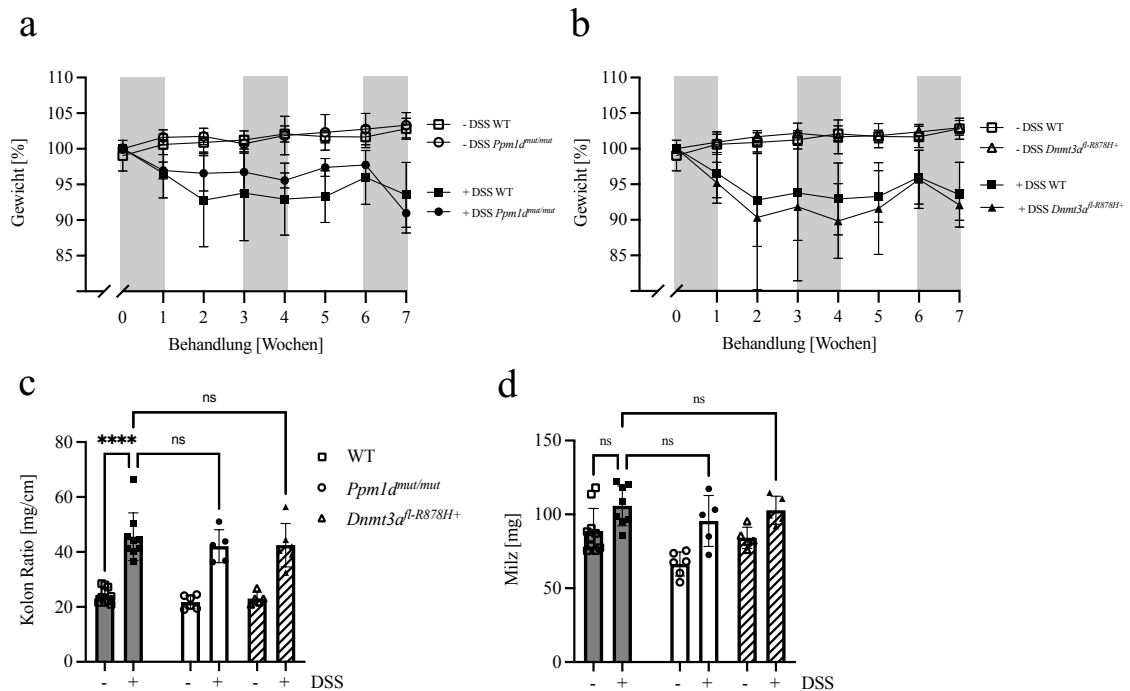 a
110
105
100
95
90
85
Gewicht [%]
0 1 2 3 4 5 6 7
Behandlung [Wochen]
- DSS WT
- DSS Ppm1d^mut/mut
+ DSS WT
+ DSS Ppm1d^mut/mut
b
110
105
100
95
90
85
Gewicht [%]
0 1 2 3 4 5 6 7
Behandlung [Wochen]
- DSS WT
- DSS Dnmt3a^fl-R878H+
+ DSS WT
+ DSS Dnmt3a^fl-R878H+
c
ns
**** ns
80
60
40
20
0
Kolon Ratio [mg/cm]
- + - + - + DSS
WT
Ppm1d^mut/mut
Dnmt3a^fl-R878H+
d
ns
ns ns
150
100
50
0
Milz [mg]
- + - + - + DSS